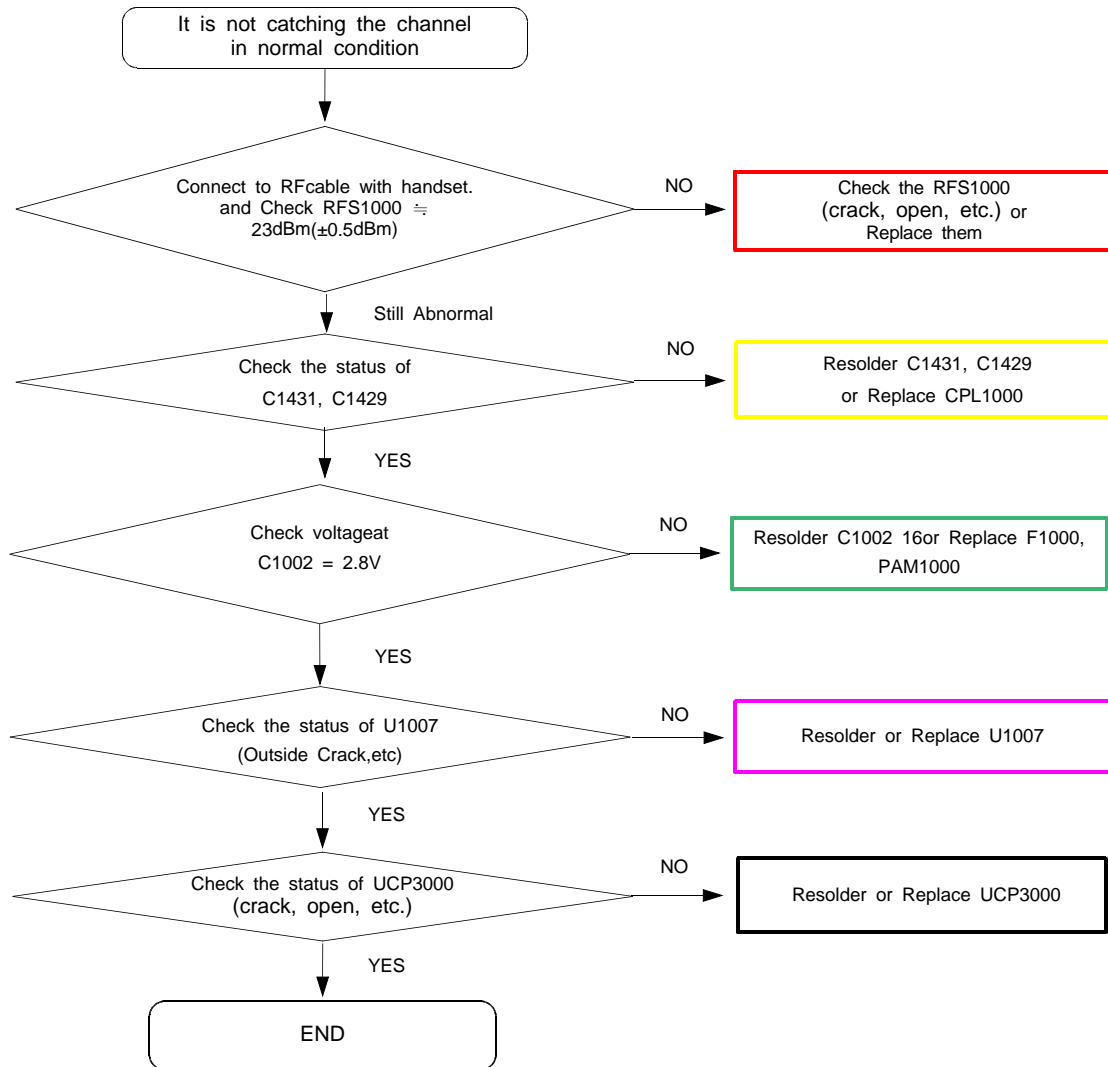 It is not catching the channel
in normal condition
Connect to RFcable with handset.
and Check RFS1000 ≒
23dBm(±0.5dBm)
NO
Check the RFS1000
(crack, open, etc.) or
Replace them
Still Abnormal
Check the status of
C1431, C1429
NO
Resolder C1431, C1429
or Replace CPL1000
YES
Check voltageat
C1002 = 2.8V
NO
Resolder C1002 16or Replace F1000,
PAM1000
YES
Check the status of U1007
(Outside Crack,etc)
NO
Resolder or Replace U1007
YES
Check the status of UCP3000
(crack, open, etc.)
NO
Resolder or Replace UCP3000
YES
END